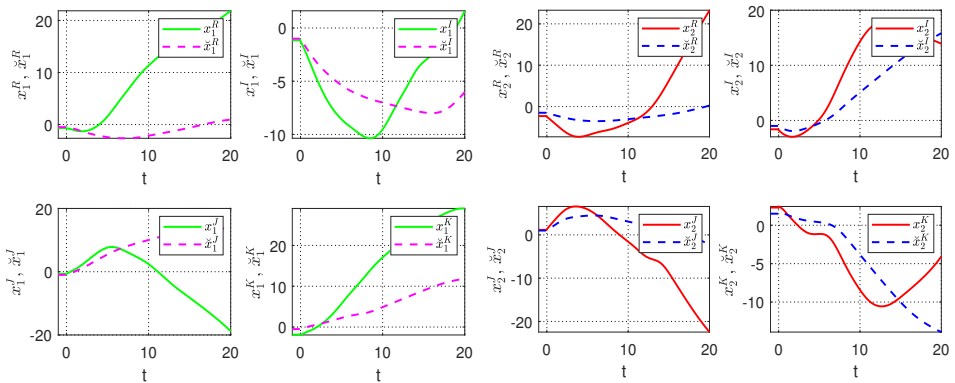 x_1^R, x̆_1^R
20
10
0
0
10
20
t
x_1^R
x̆_1^R
x_1^I, x̆_1^I
0
-5
-10
0
10
20
t
x_1^I
x̆_1^I
x_2^R, x̆_2^R
20
10
0
0
10
20
t
x_2^R
x̆_2^R
x_2^I, x̆_2^I
20
10
0
0
10
20
t
x_2^I
x̆_2^I
x_1^J, x̆_1^J
20
0
-20
0
10
20
t
x_1^J
x̆_1^J
x_1^K, x̆_1^K
20
10
0
0
10
20
t
x_1^K
x̆_1^K
x_2^J, x̆_2^J
0
-10
-20
0
10
20
t
x_2^J
x̆_2^J
x_2^K, x̆_2^K
0
-5
-10
0
10
20
t
x_2^K
x̆_2^K